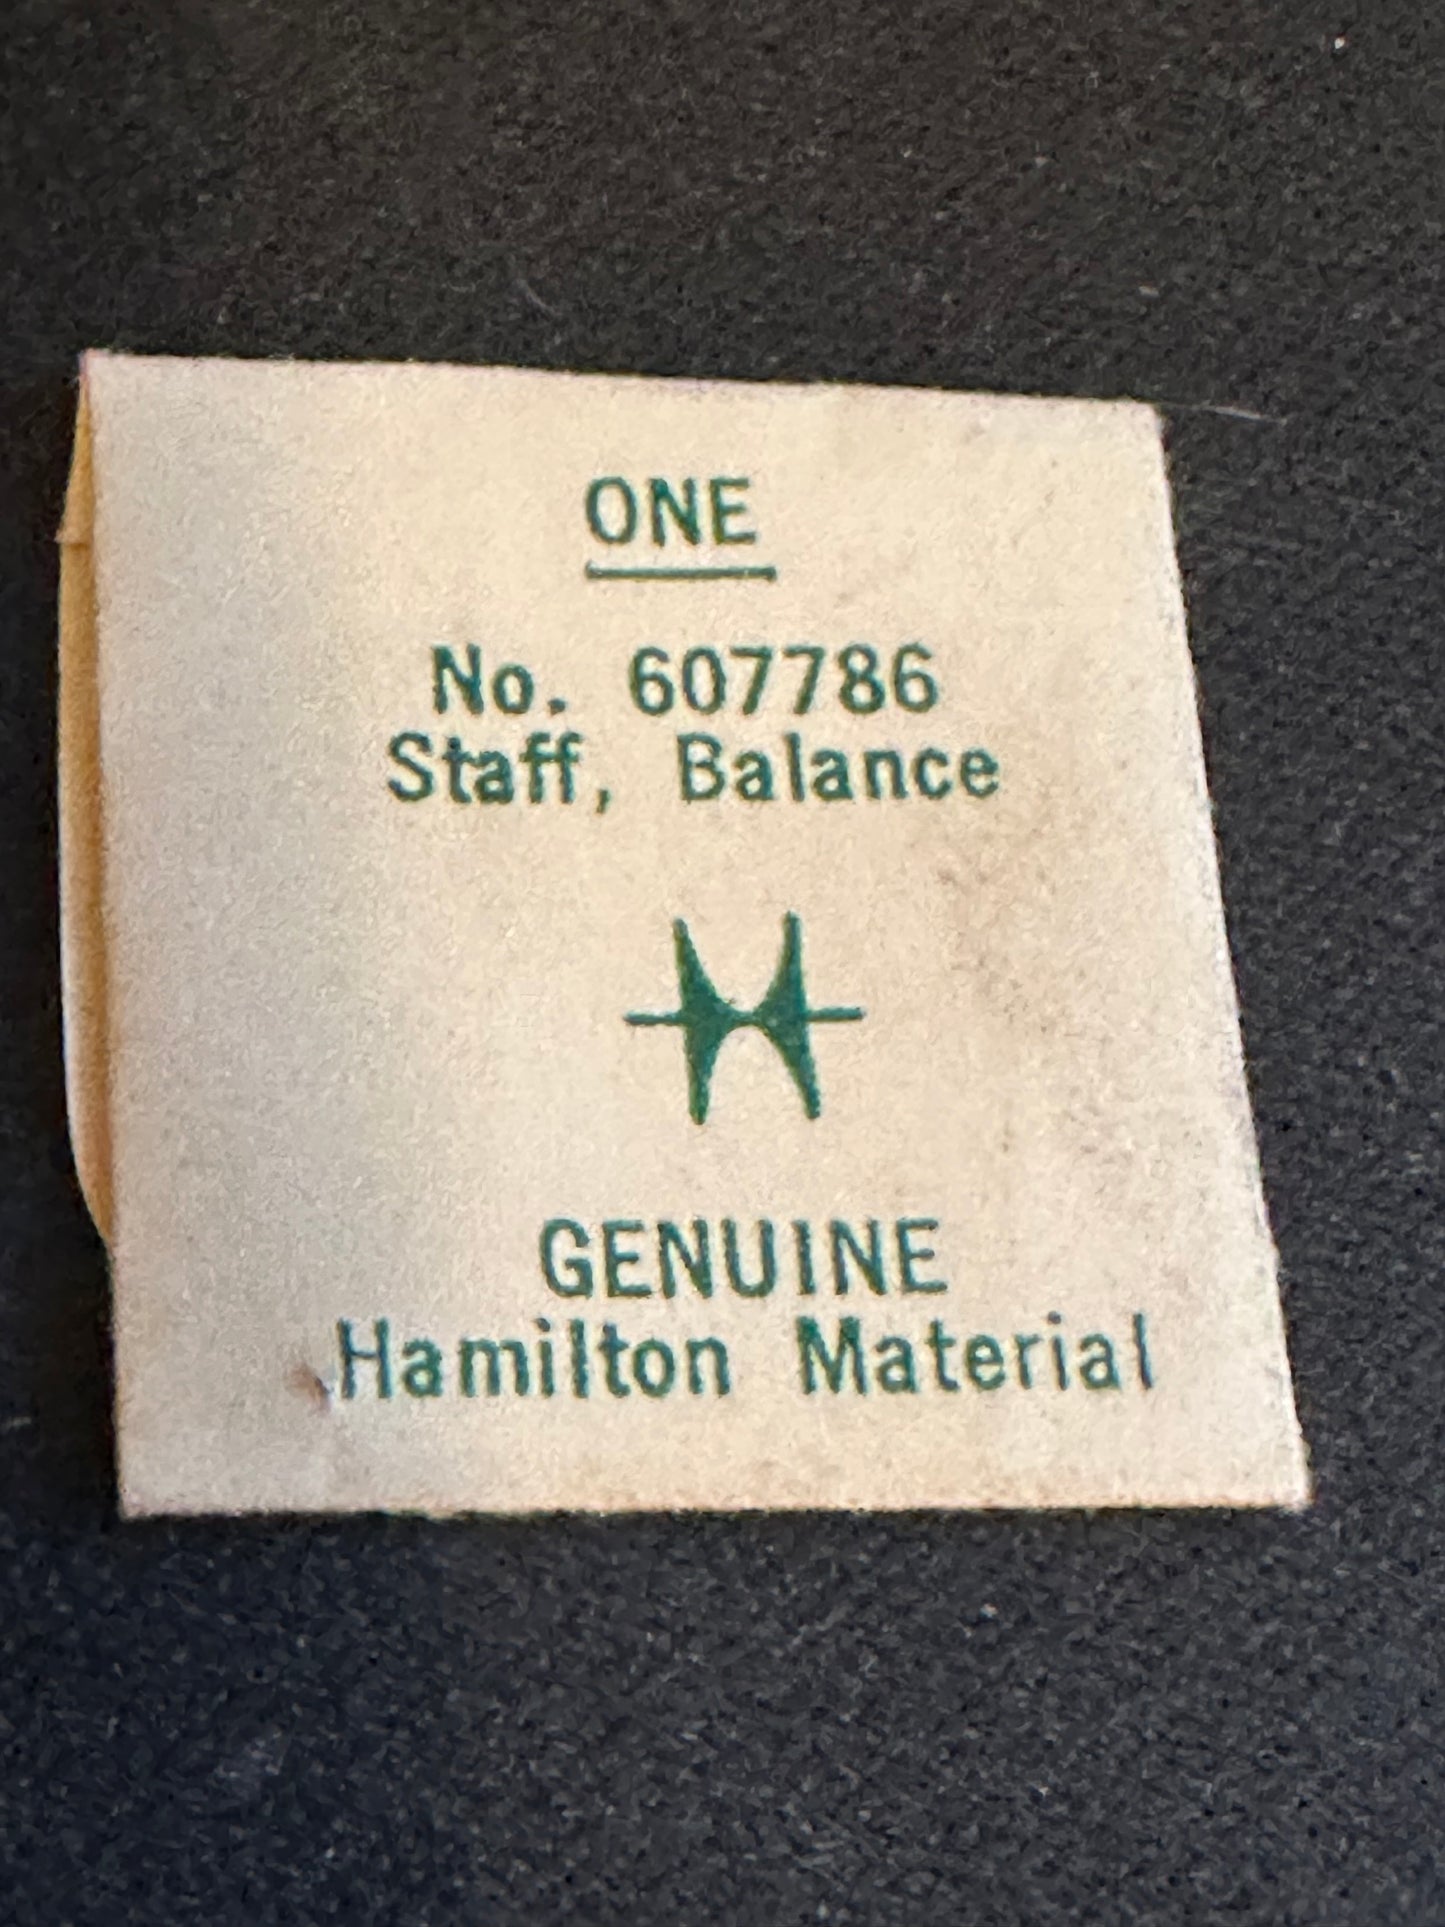 ONE
No. 607786
Staff, Balance
GENUINE
Hamilton Material